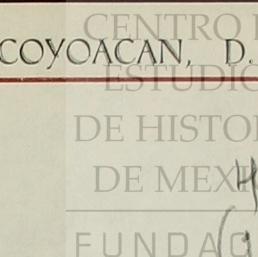 COYOACAN, D.
CENTRO
ESTUDIO
DE HISTO
DE MEX
FUNDAC